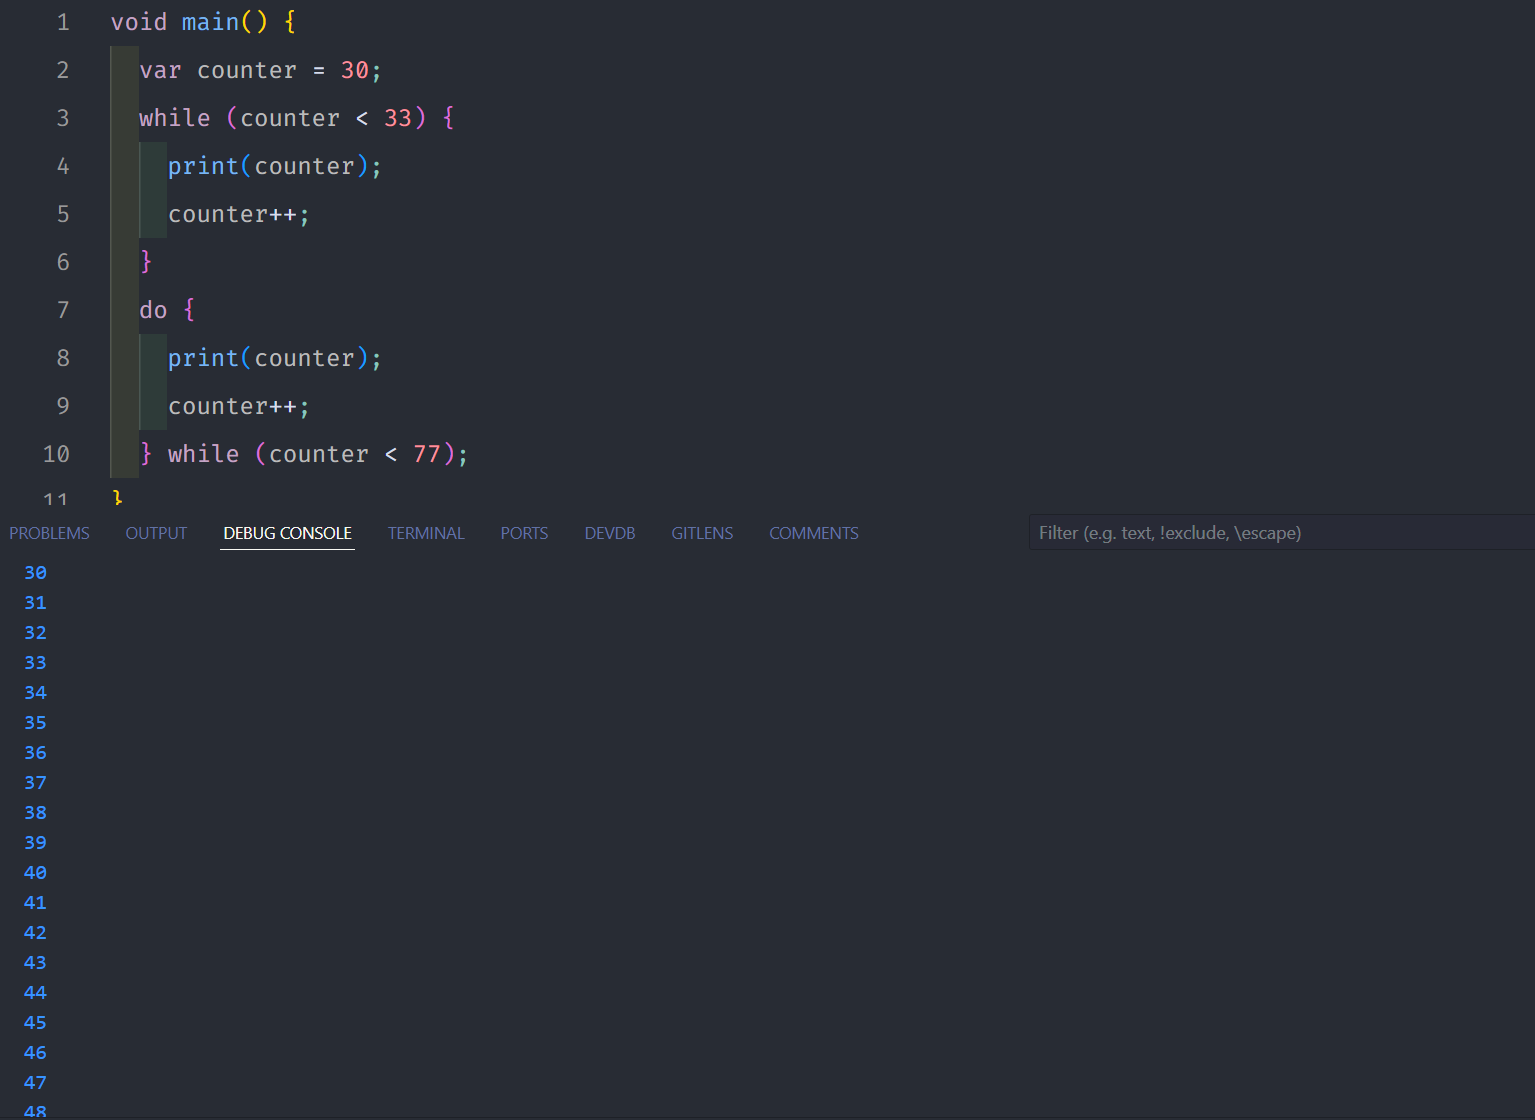 1 void main() {
2 var counter = 30;
3 while (counter < 33) {
4 print(counter);
5 counter++;
6 }
7 do {
8 print(counter);
9 counter++;
10 } while (counter < 77);
11 }
PROBLEMS OUTPUT DEBUG CONSOLE TERMINAL PORTS DEVDB GITLENS COMMENTS Filter (e.g. text, !exclude, \escape)
30
31
32
33
34
35
36
37
38
39
40
41
42
43
44
45
46
47
48